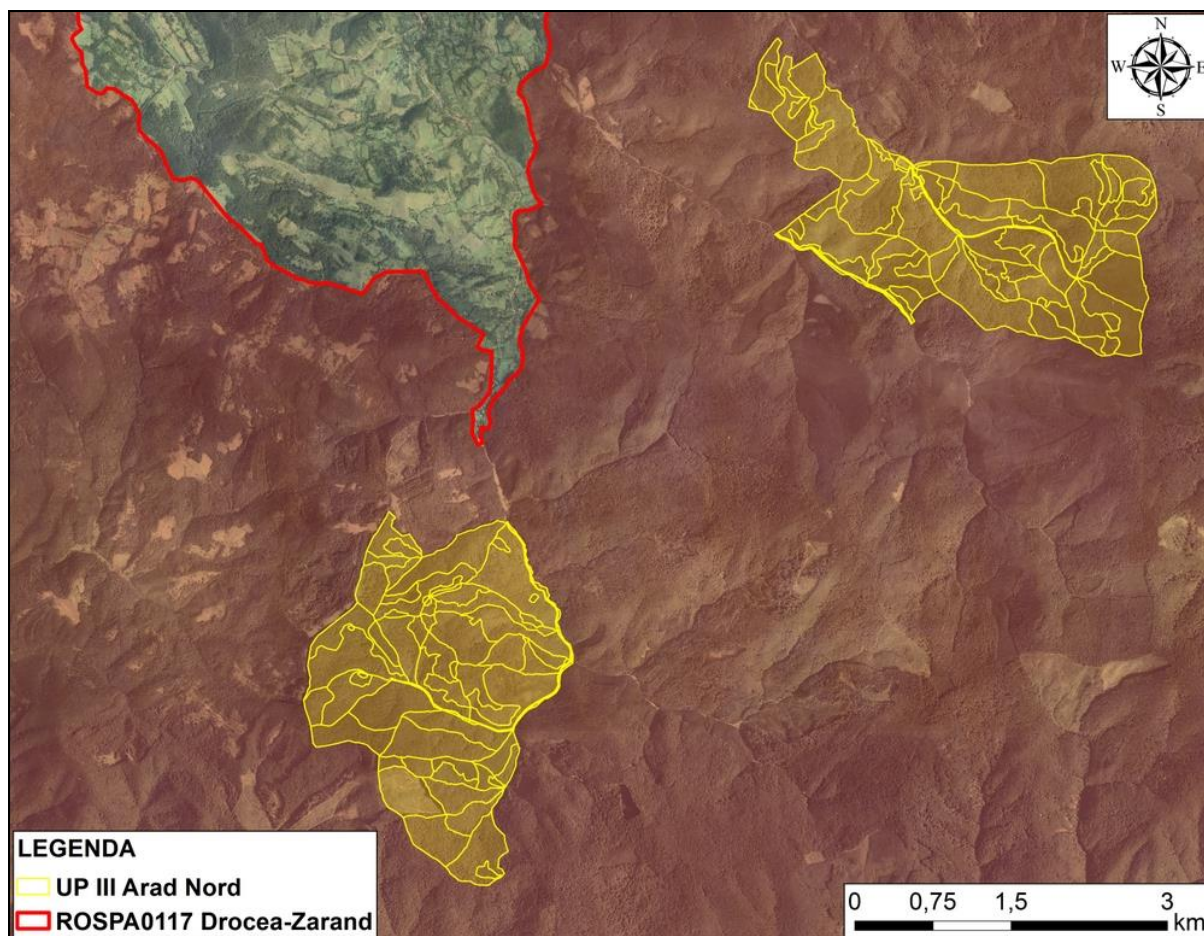 N
W E
S
LEGENDA
UP III Arad Nord
ROSPA0117 Drocea-Zarand
0 0,75 1,5 3
km